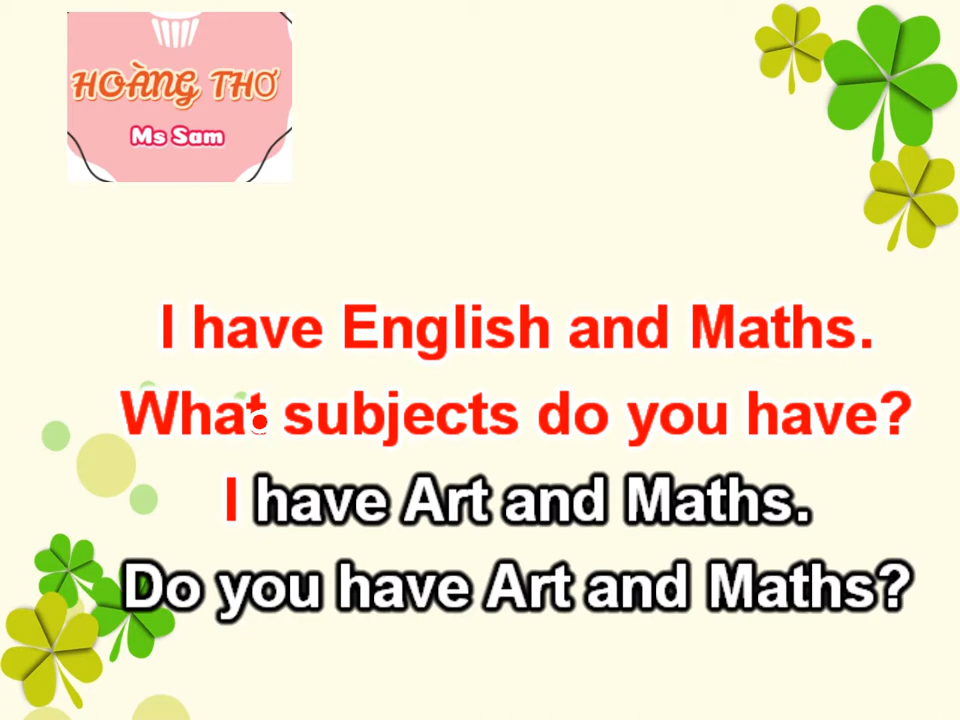 HOÀNG THƠ
Ms Sam
I have English and Maths.
What subjects do you have?
I have Art and Maths.
Do you have Art and Maths?